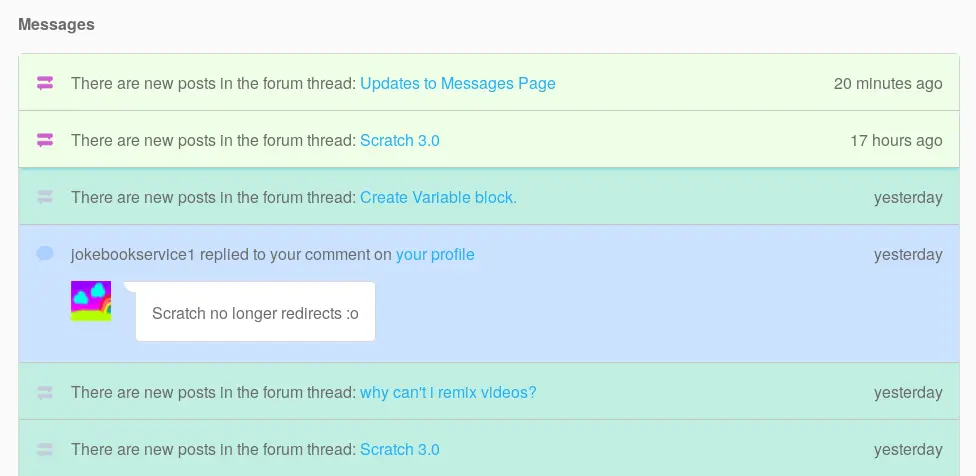 Messages
There are new posts in the forum thread: Updates to Messages Page 20 minutes ago
There are new posts in the forum thread: Scratch 3.0 17 hours ago
There are new posts in the forum thread: Create Variable block. yesterday
jokebookservice1 replied to your comment on your profile yesterday
Scratch no longer redirects :o
There are new posts in the forum thread: why can't i remix videos? yesterday
There are new posts in the forum thread: Scratch 3.0 yesterday